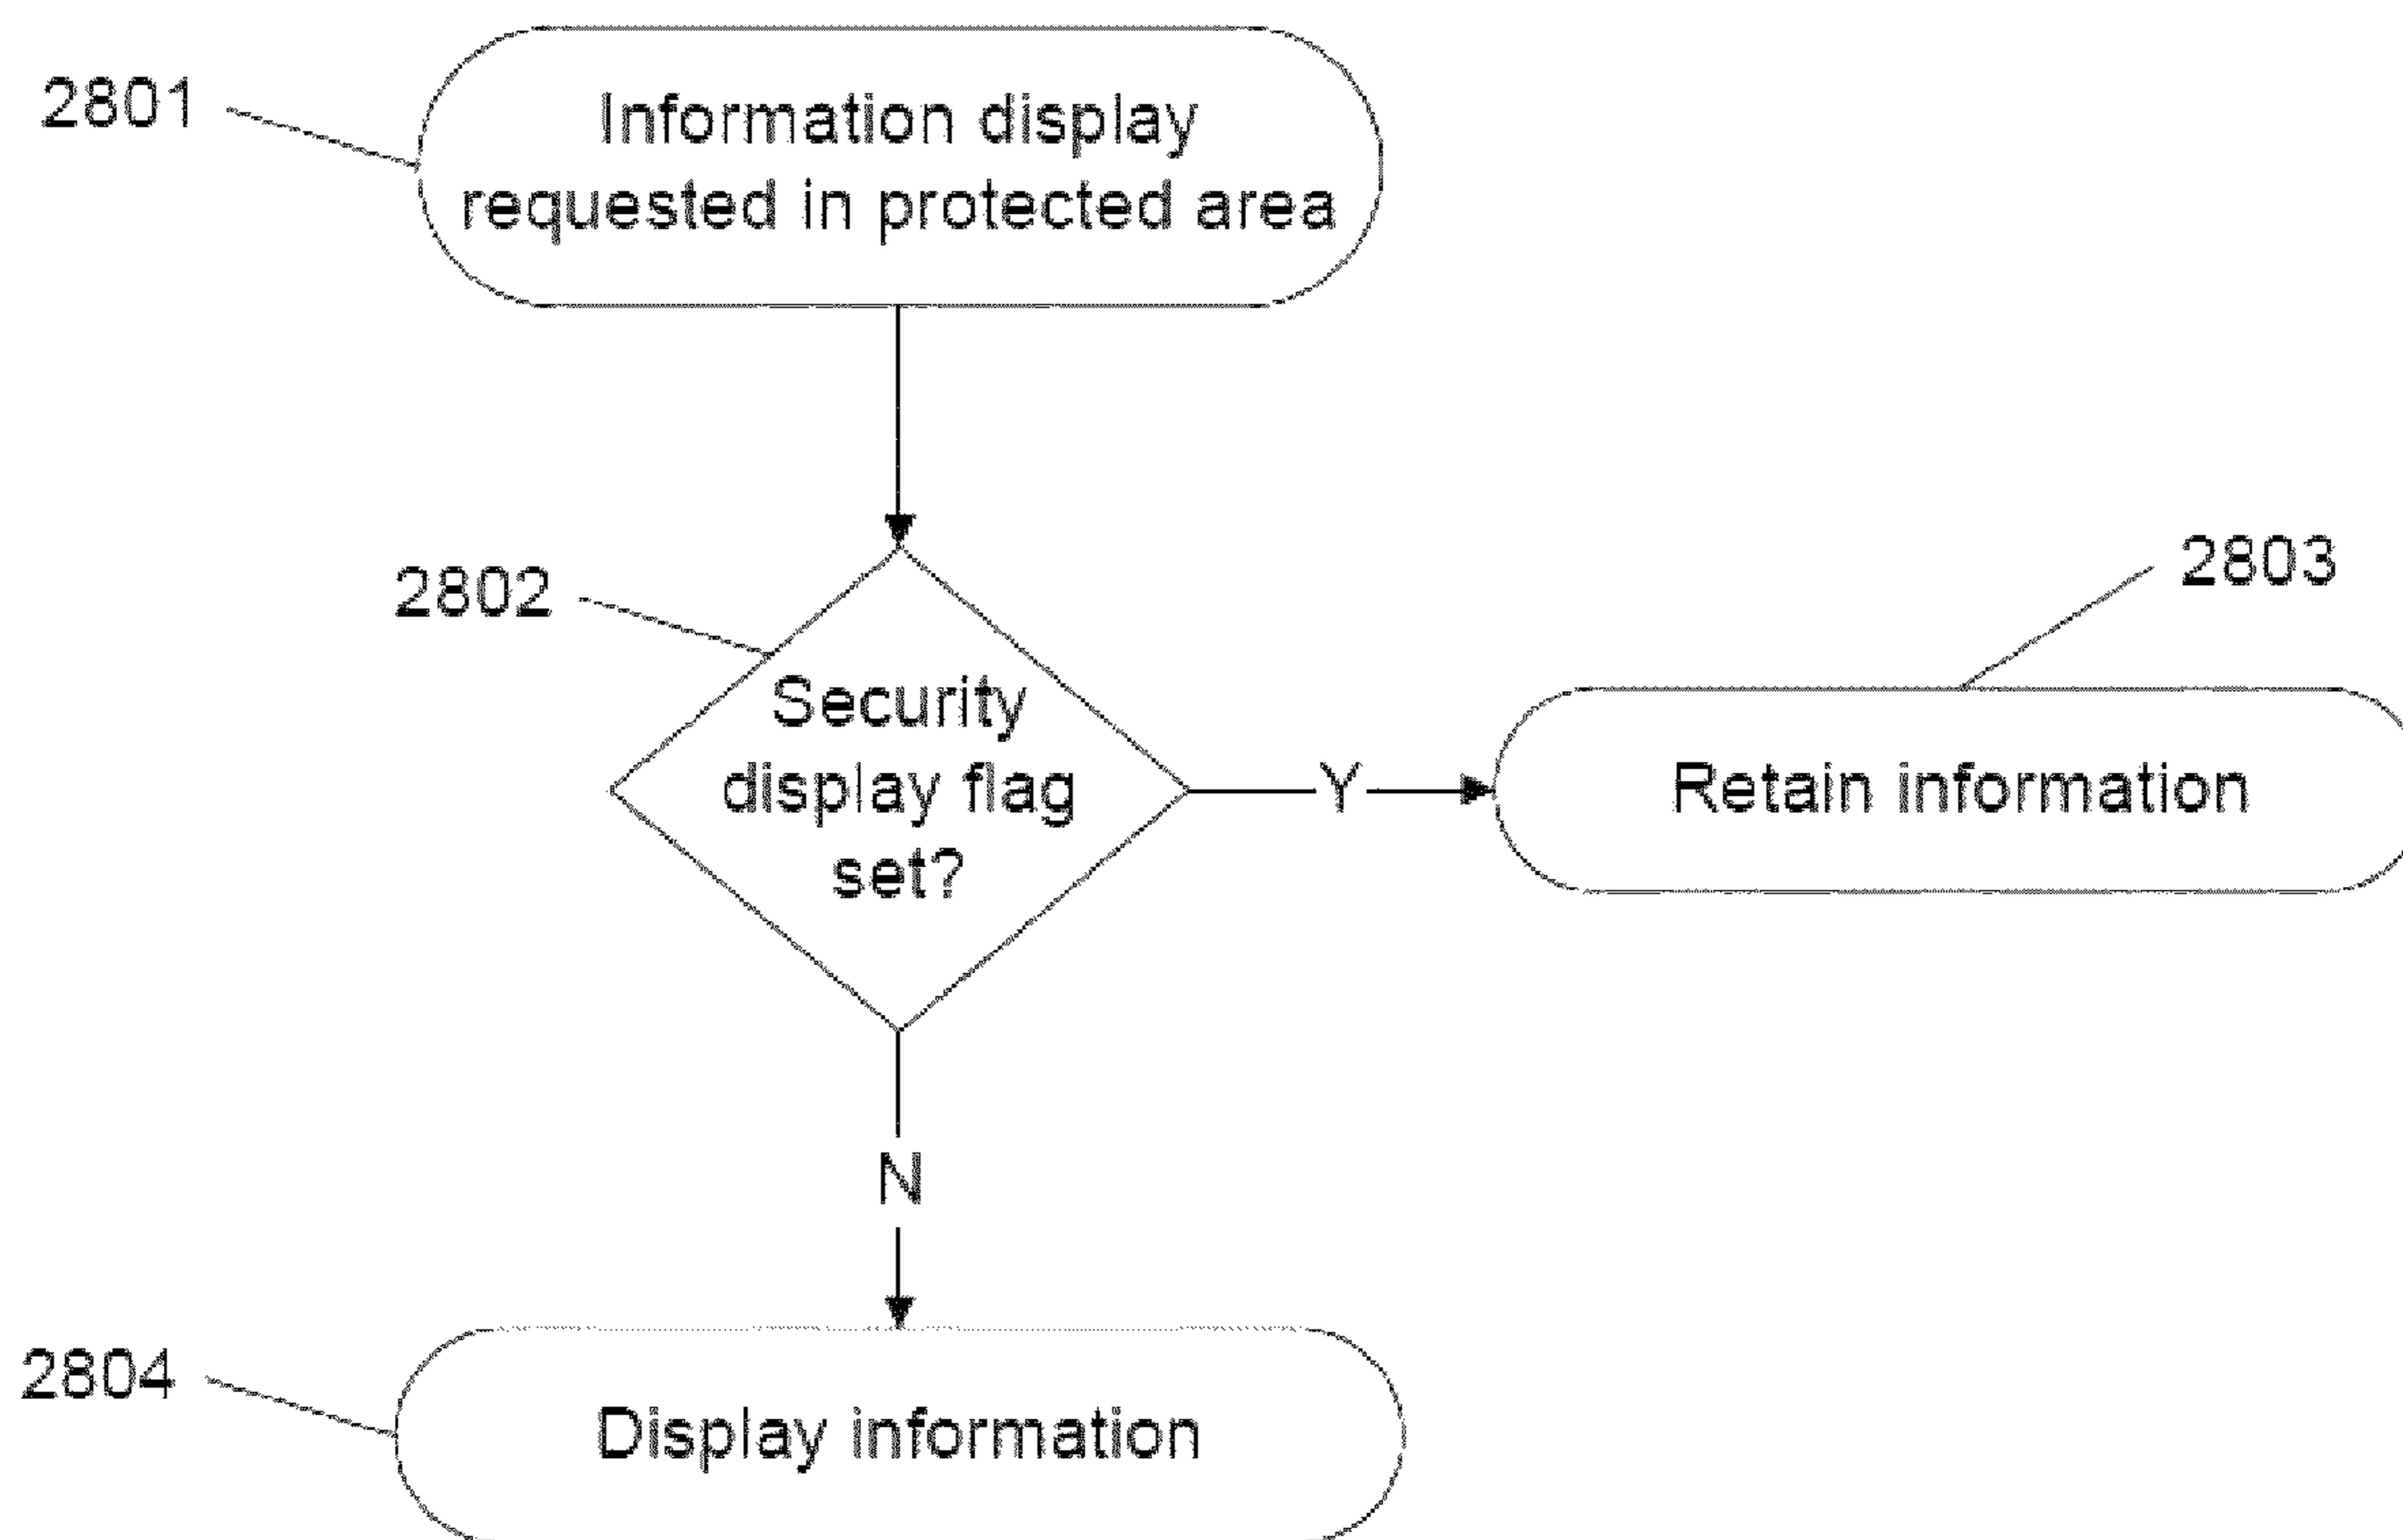 2801
Information display
requested in protected area
2802
2803
Security
display flag
set?
Y
Retain information
N
2804
Display information